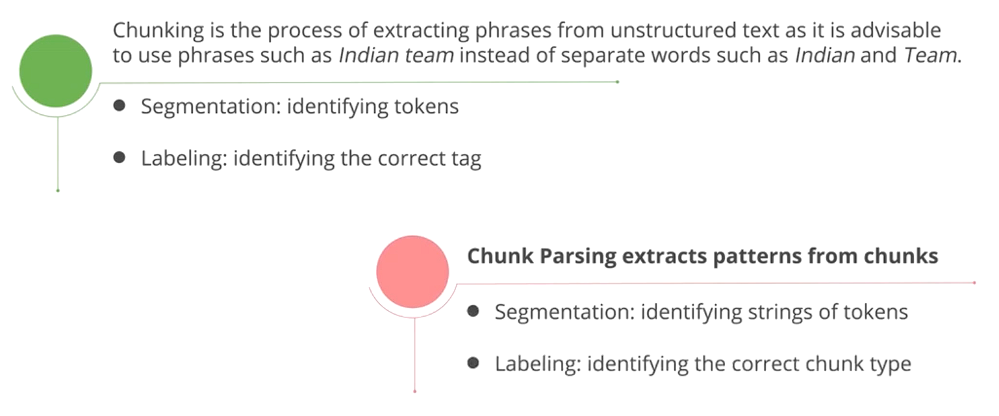 Chunking is the process of extracting phrases from unstructured text as it is advisable
to use phrases such as Indian team instead of separate words such as Indian and Team.
● Segmentation: identifying tokens
● Labeling: identifying the correct tag
Chunk Parsing extracts patterns from chunks
● Segmentation: identifying strings of tokens
● Labeling: identifying the correct chunk type